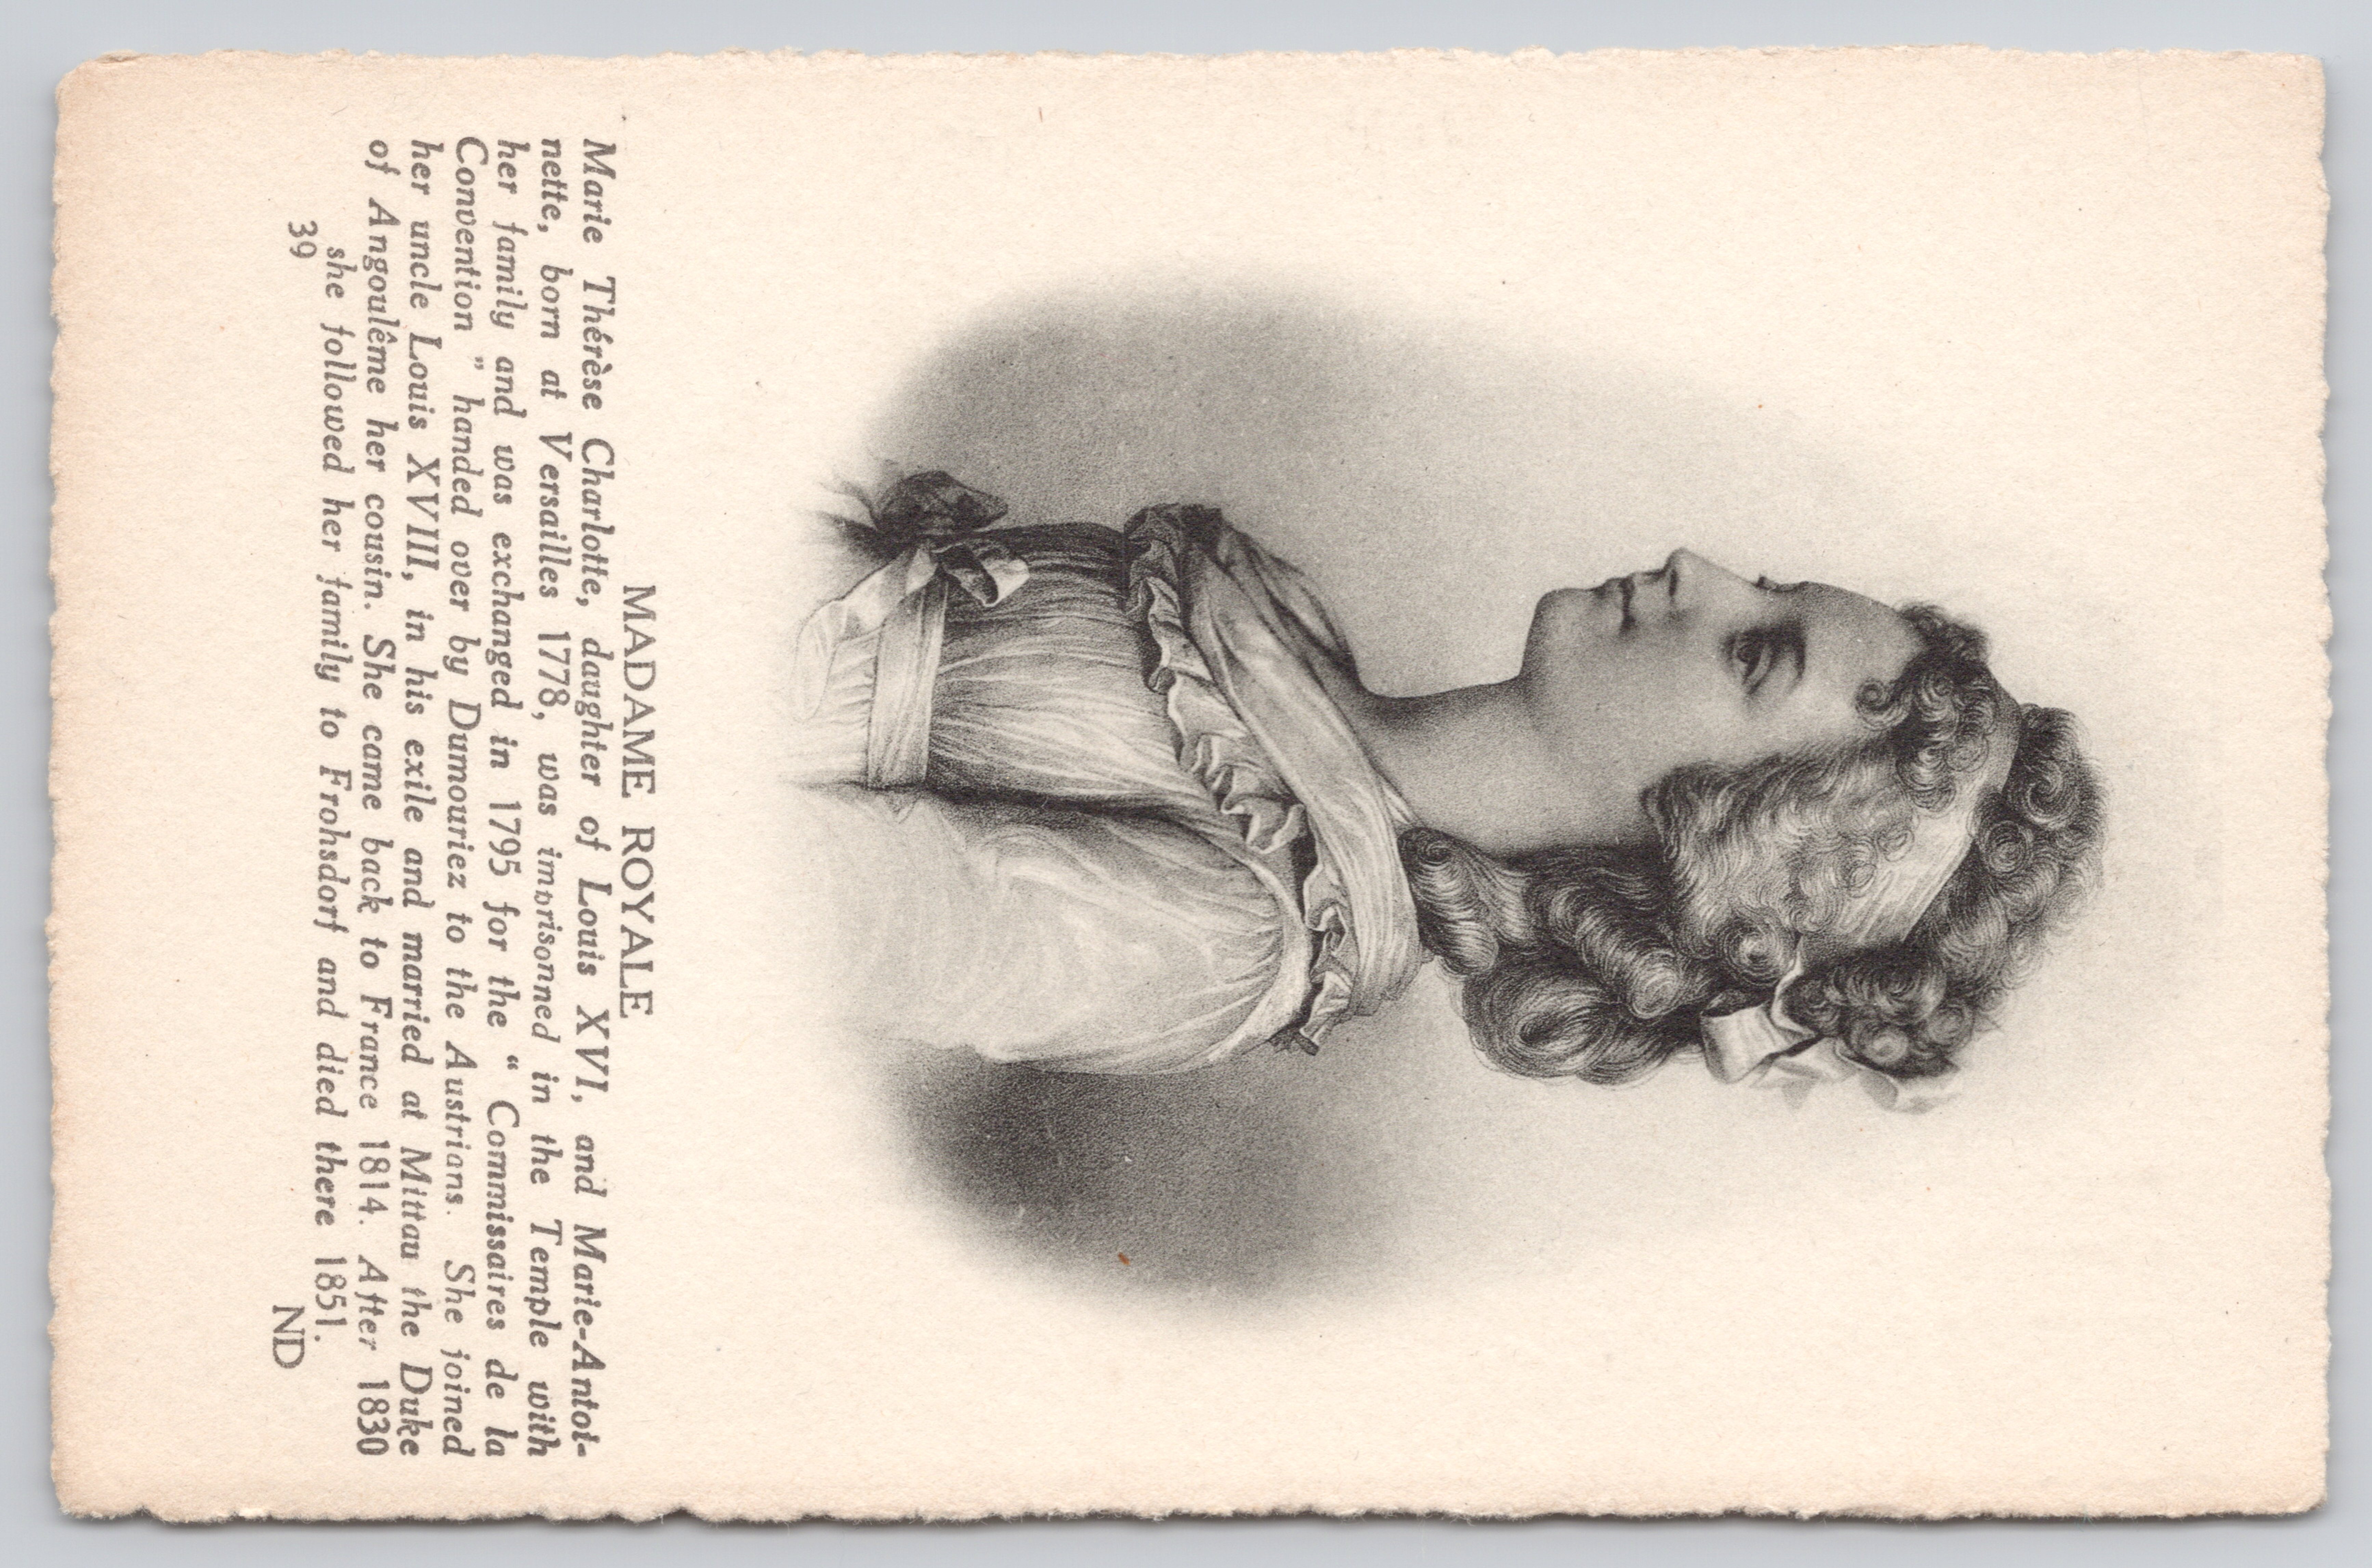 MADAME ROYALE
Marie Thérèse Charlotte, daughter of Louis XVI, and Marie-Antoi-
nette, born at Versailles 1778, was imprisonned in the Temple with
her family and was exchanged in 1795 for the “ Commissaires de la
Convention ” handed over by Dumouriez to the Austrians. She joined
her uncle Louis XVIII, in his exile and married at Mittau the Duke
of Angoulême her cousin. She came back to France 1814. After 1830
she followed her family to Frohsdorf and died there 1851.
39
ND